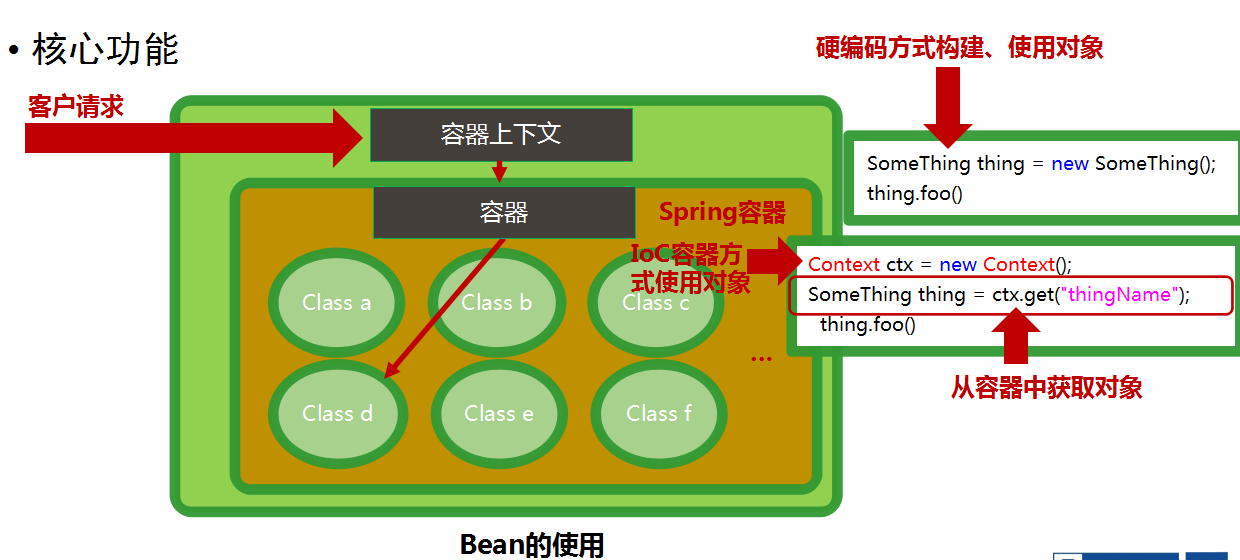 • 核心功能
客户请求
容器上下文
容器
Spring容器
Class a
Class b
Class c
Class d
Class e
Class f
...
硬编码方式构建、使用对象
SomeThing thing = new SomeThing();
thing.foo()
IoC容器方
式使用对象
Context ctx = new Context();
SomeThing thing = ctx.get("thingName");
thing.foo()
从容器中获取对象
Bean的使用